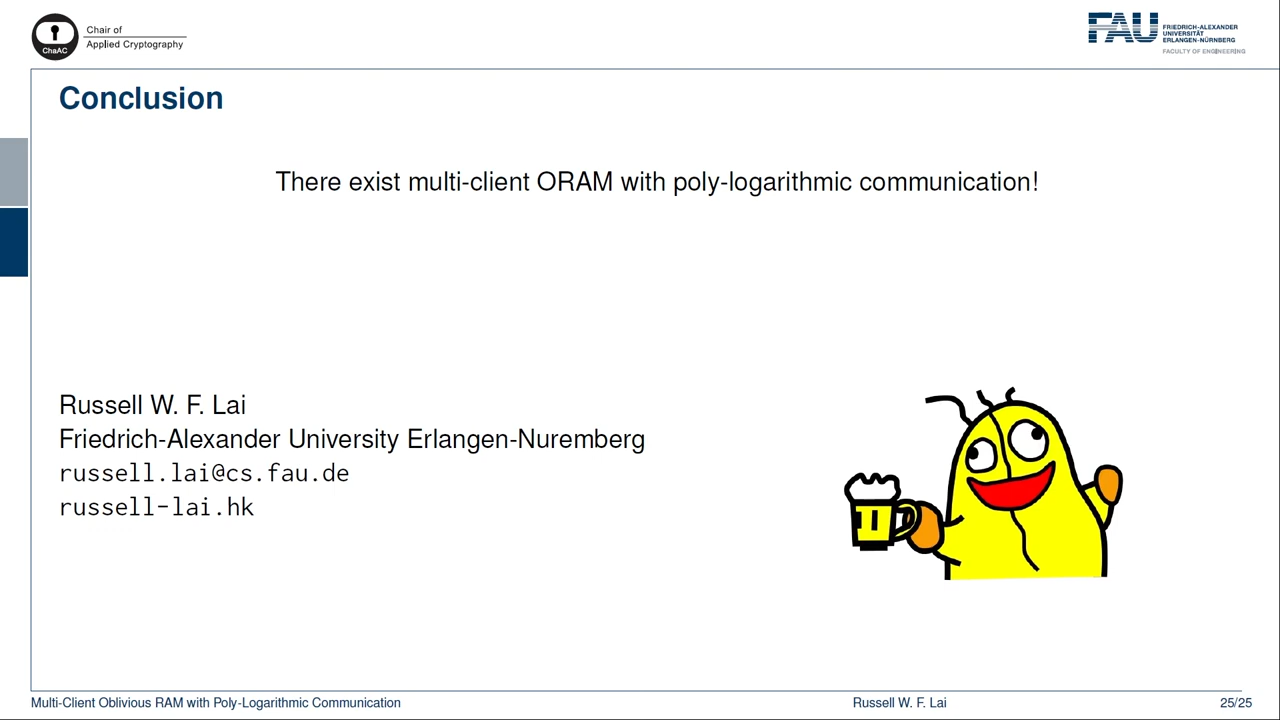 Chair of
Applied Cryptography
ChaAC
FAU
FRIEDRICH-ALEXANDER
UNIVERSITÄT
ERLANGEN-NÜRNBERG
FACULTY OF ENGINEERING
Conclusion
There exist multi-client ORAM with poly-logarithmic communication!
Russell W. F. Lai
Friedrich-Alexander University Erlangen-Nuremberg
russell.lai@cs.fau.de
russell-lai.hk
Multi-Client Oblivious RAM with Poly-Logarithmic Communication
Russell W. F. Lai
25/25